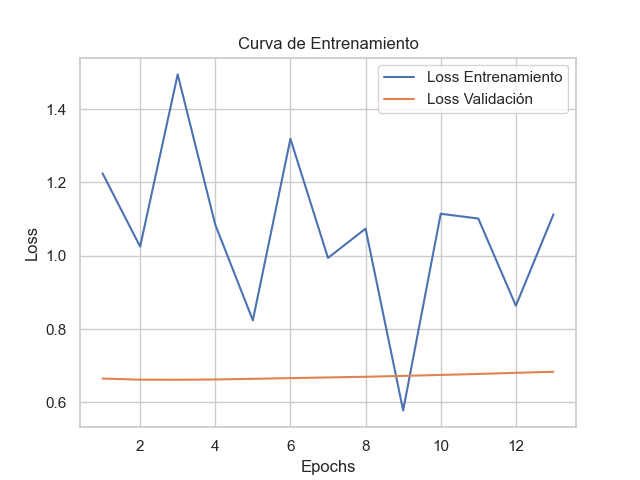 Curva de Entrenamiento
Loss Entrenamiento
Loss Validación
Loss
1.4
1.2
1.0
0.8
0.6
2 4 6 8 10 12
Epochs